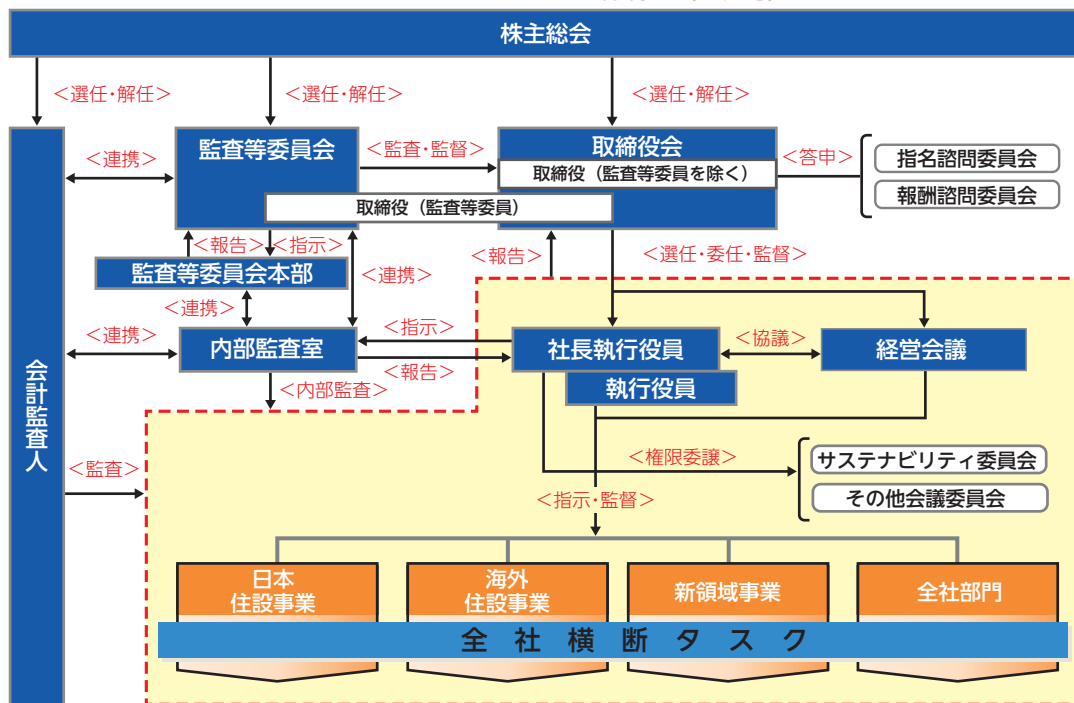 株主総会
<選任・解任>
<選任・解任>
<選任・解任>
監査等委員会
<監査・監督>
取締役会
<答申>
指名諮問委員会
<連携>
取締役（監査等委員を除く）
報酬諮問委員会
取締役（監査等委員）
<報告>
<指示>
<連携>
<報告>
<選任・委任・監督>
監査等委員会本部
<連携>
<連携>
内部監査室
<指示>
<報告>
社長執行役員
<協議>
経営会議
執行役員
<内部監査>
会計監査人
<監査>
<権限委譲>
サステナビリティ委員会
その他会議委員会
<指示・監督>
日本
住設事業
海外
住設事業
新領域事業
全社部門
全社横断タスク